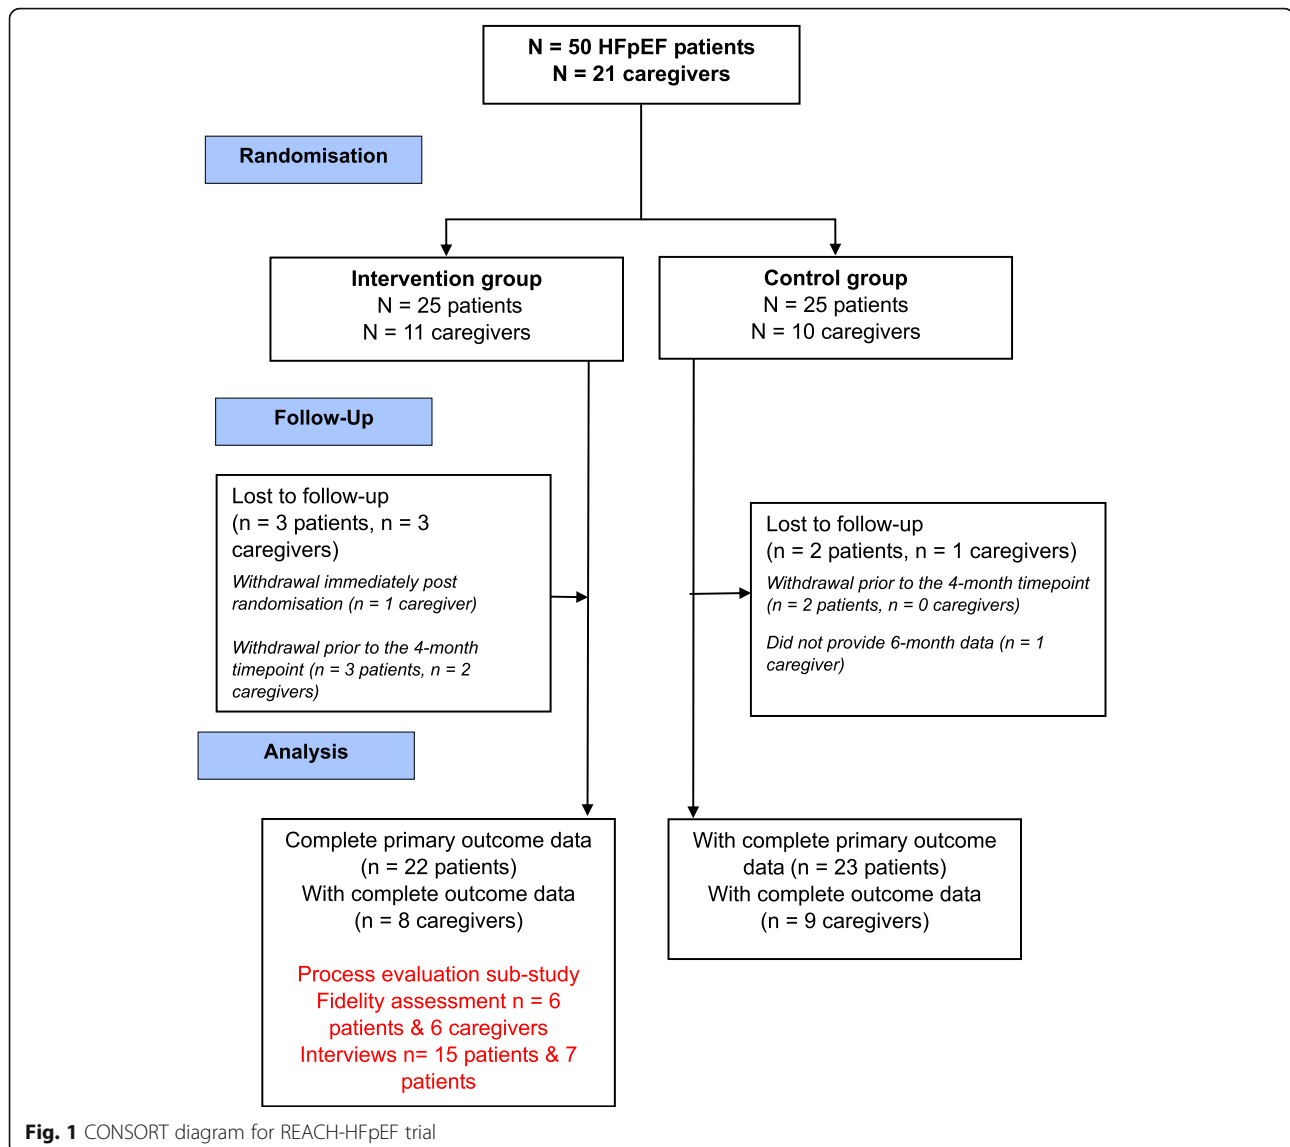 N = 50 HFpEF patients
N = 21 caregivers
Randomisation
Intervention group
N = 25 patients
N = 11 caregivers
Control group
N = 25 patients
N = 10 caregivers
Follow-Up
Lost to follow-up
(n = 3 patients, n = 3
caregivers)
Withdrawal immediately post
randomisation (n = 1 caregiver)
Withdrawal prior to the 4-month
timepoint (n = 3 patients, n = 2
caregivers)
Lost to follow-up
(n = 2 patients, n = 1 caregivers)
Withdrawal prior to the 4-month timepoint
(n = 2 patients, n = 0 caregivers)
Did not provide 6-month data (n = 1
caregiver)
Analysis
Complete primary outcome data
(n = 22 patients)
With complete outcome data
(n = 8 caregivers)
Process evaluation sub-study
Fidelity assessment n = 6
patients & 6 caregivers
Interviews n= 15 patients & 7
patients
With complete primary outcome
data (n = 23 patients)
With complete outcome data
(n = 9 caregivers)
Fig. 1 CONSORT diagram for REACH-HFpEF trial